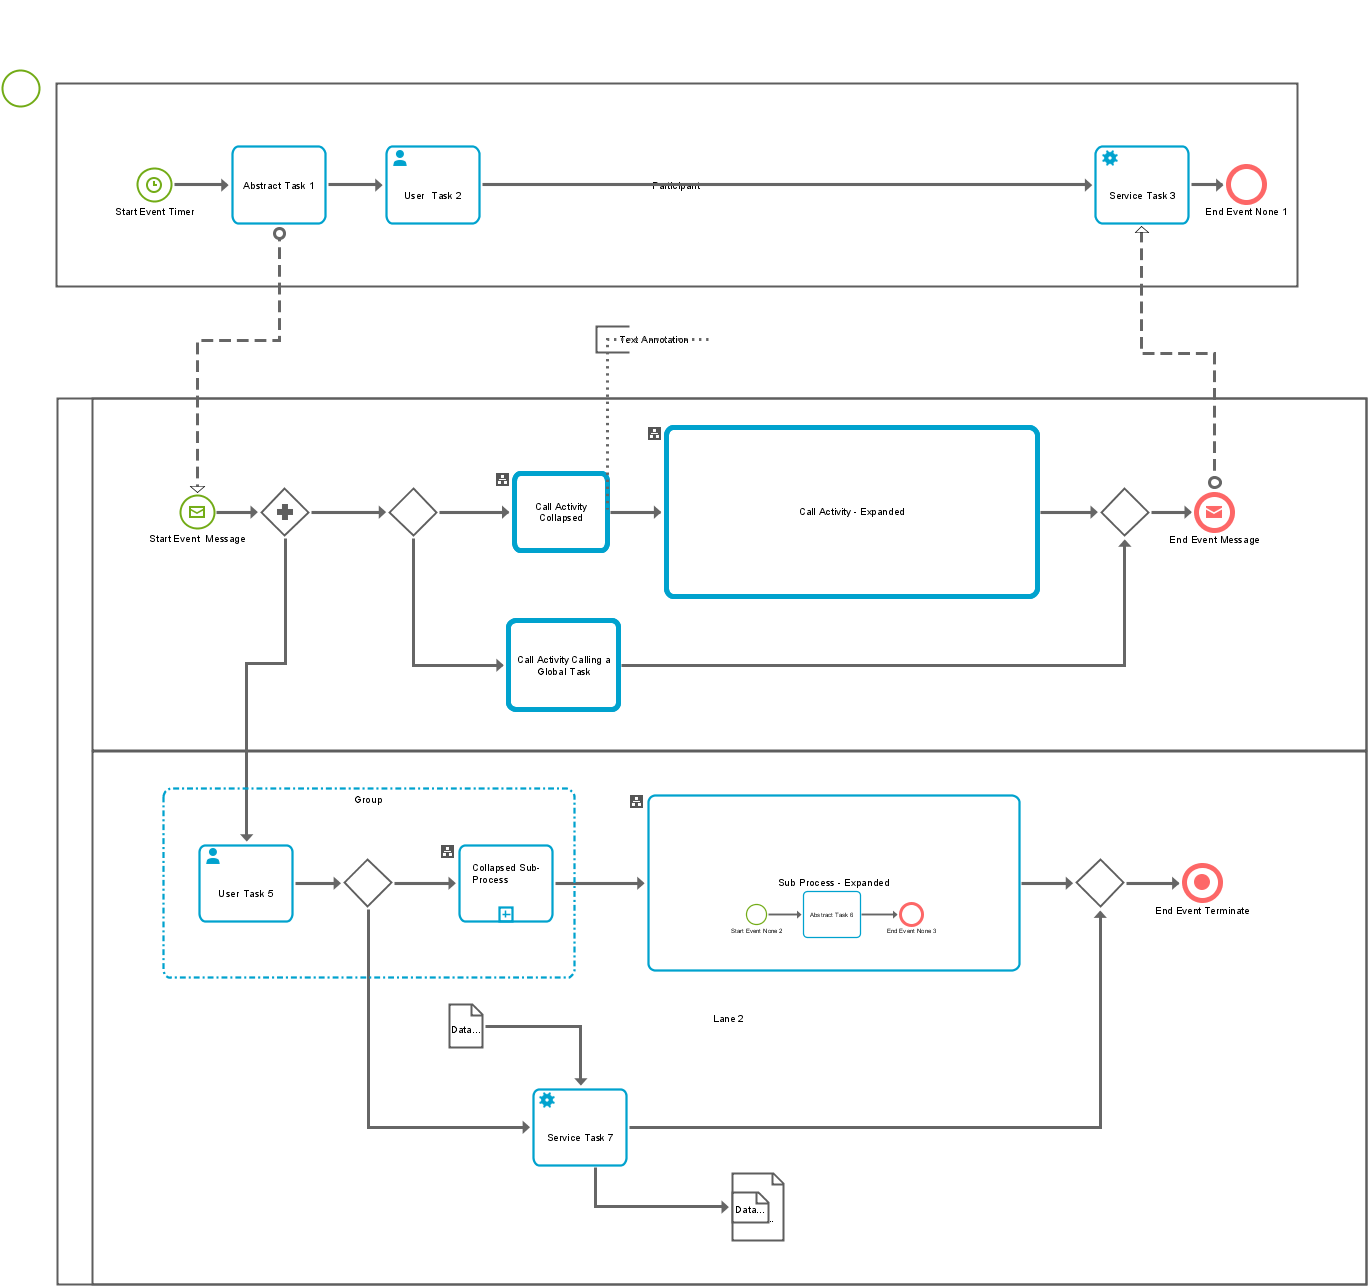 Abstract Task 1
User Task 2
Participant
Service Task 3
Start Event Timer
End Event None 1
Text Annotation
Call Activity
Collapsed
Call Activity - Expanded
Start Event Message
End Event Message
Call Activity Calling a
Global Task
Group
Collapsed Sub-
Process
User Task 5
Sub Process - Expanded
Abstract Task 6
Start Event None 2
End Event None 3
End Event Terminate
Lane 2
Data...
Service Task 7
Data...
..